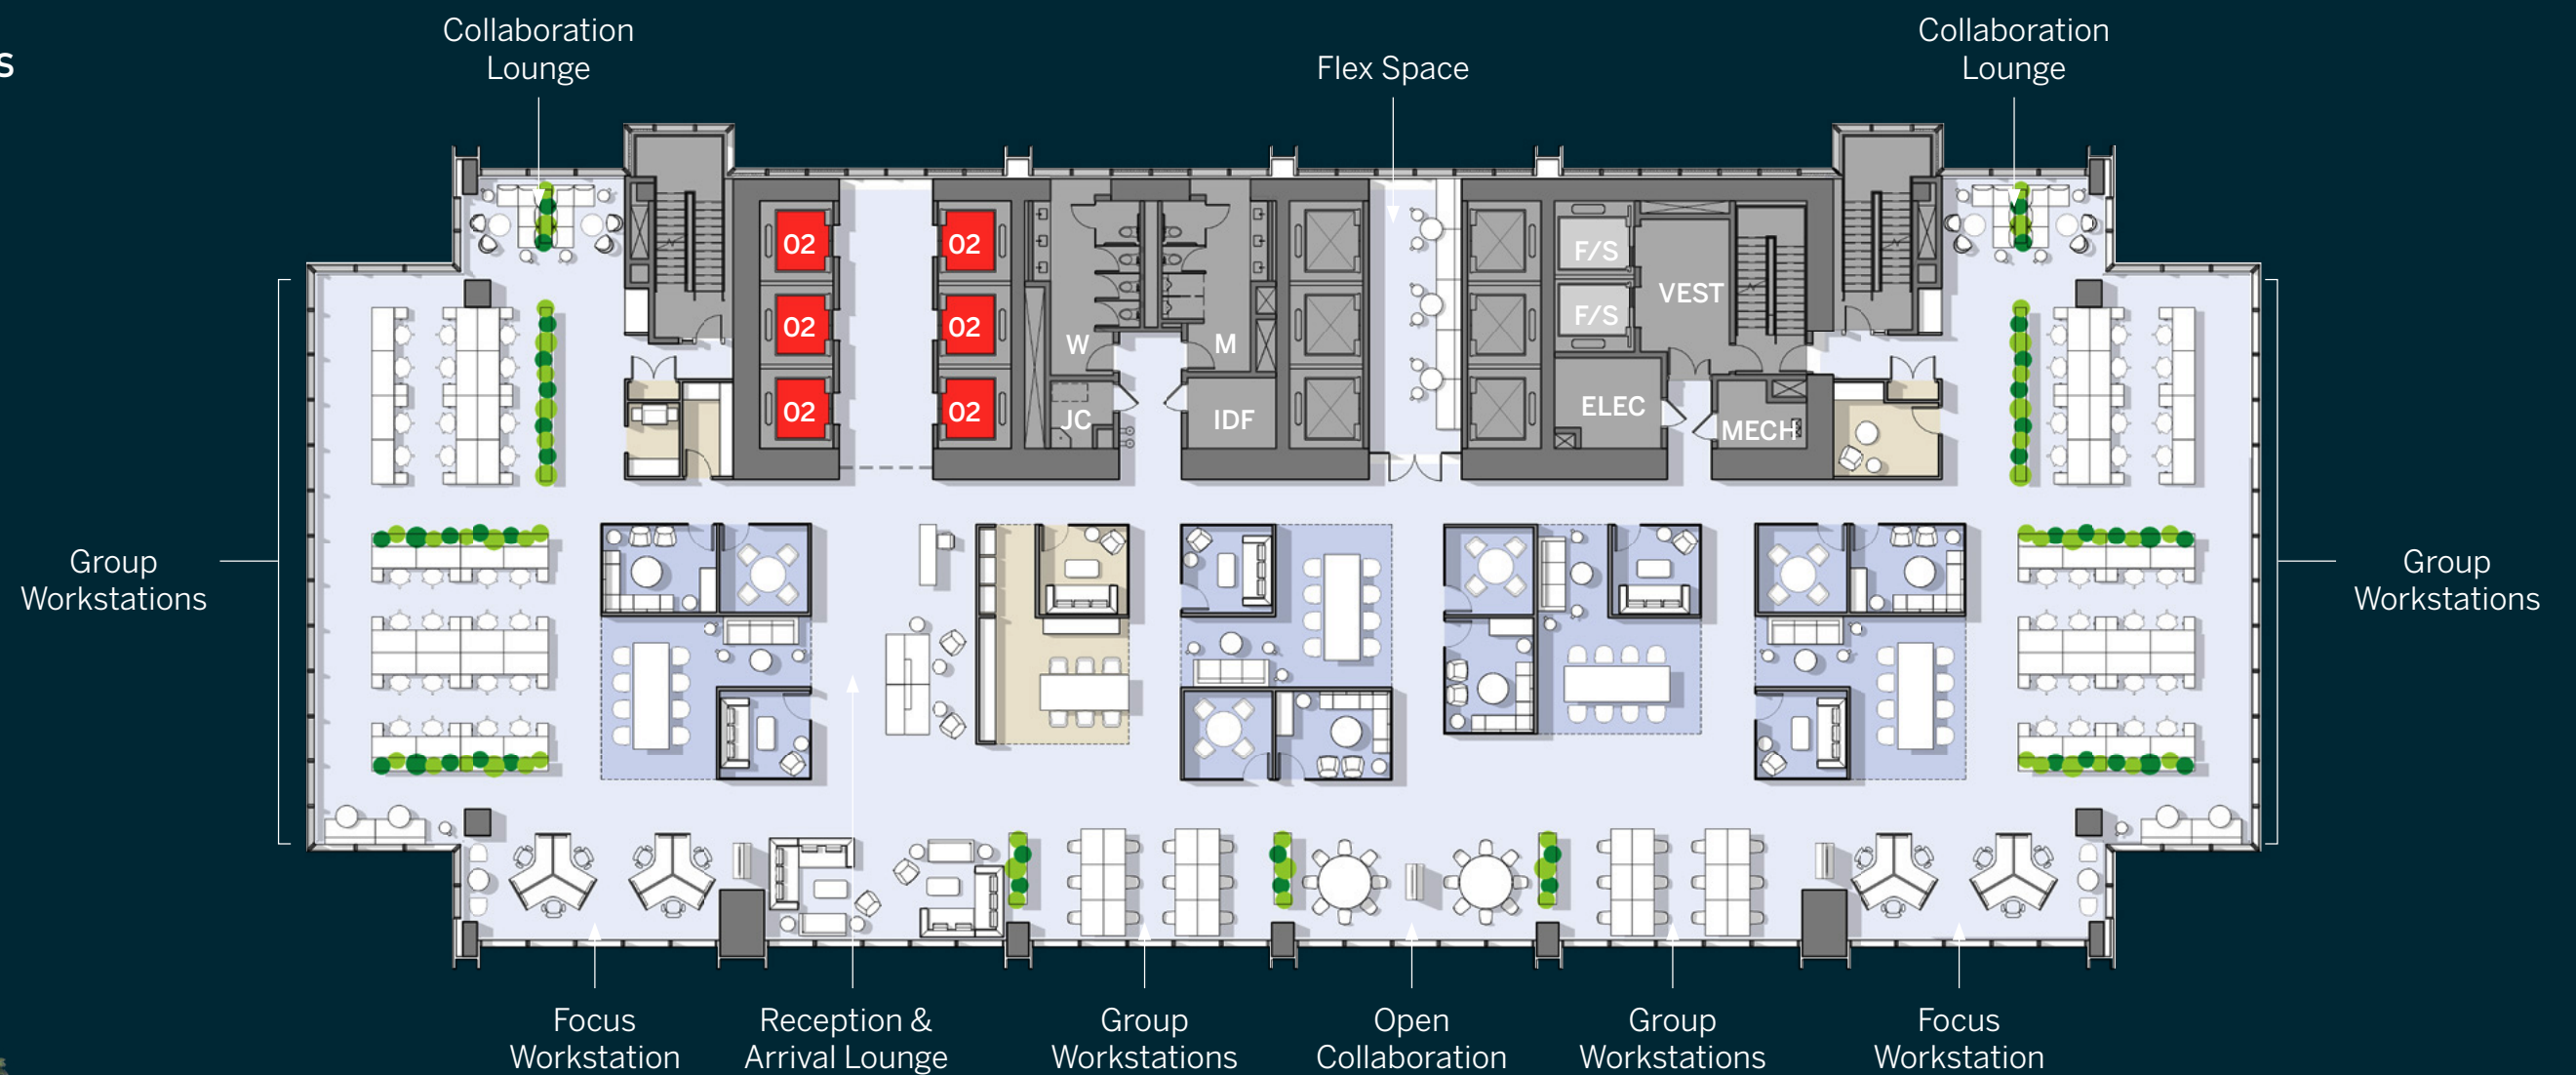 Collaboration
Lounge
Flex Space
Collaboration
Lounge
s
02
02
F/S
02
02
VEST
F/S
W
M
02
02
JC
IDF
ELEC
MECH
Group
Workstations
Group
Workstations
Focus
Workstation
Reception &
Arrival Lounge
Group
Workstations
Open
Collaboration
Group
Workstations
Focus
Workstation